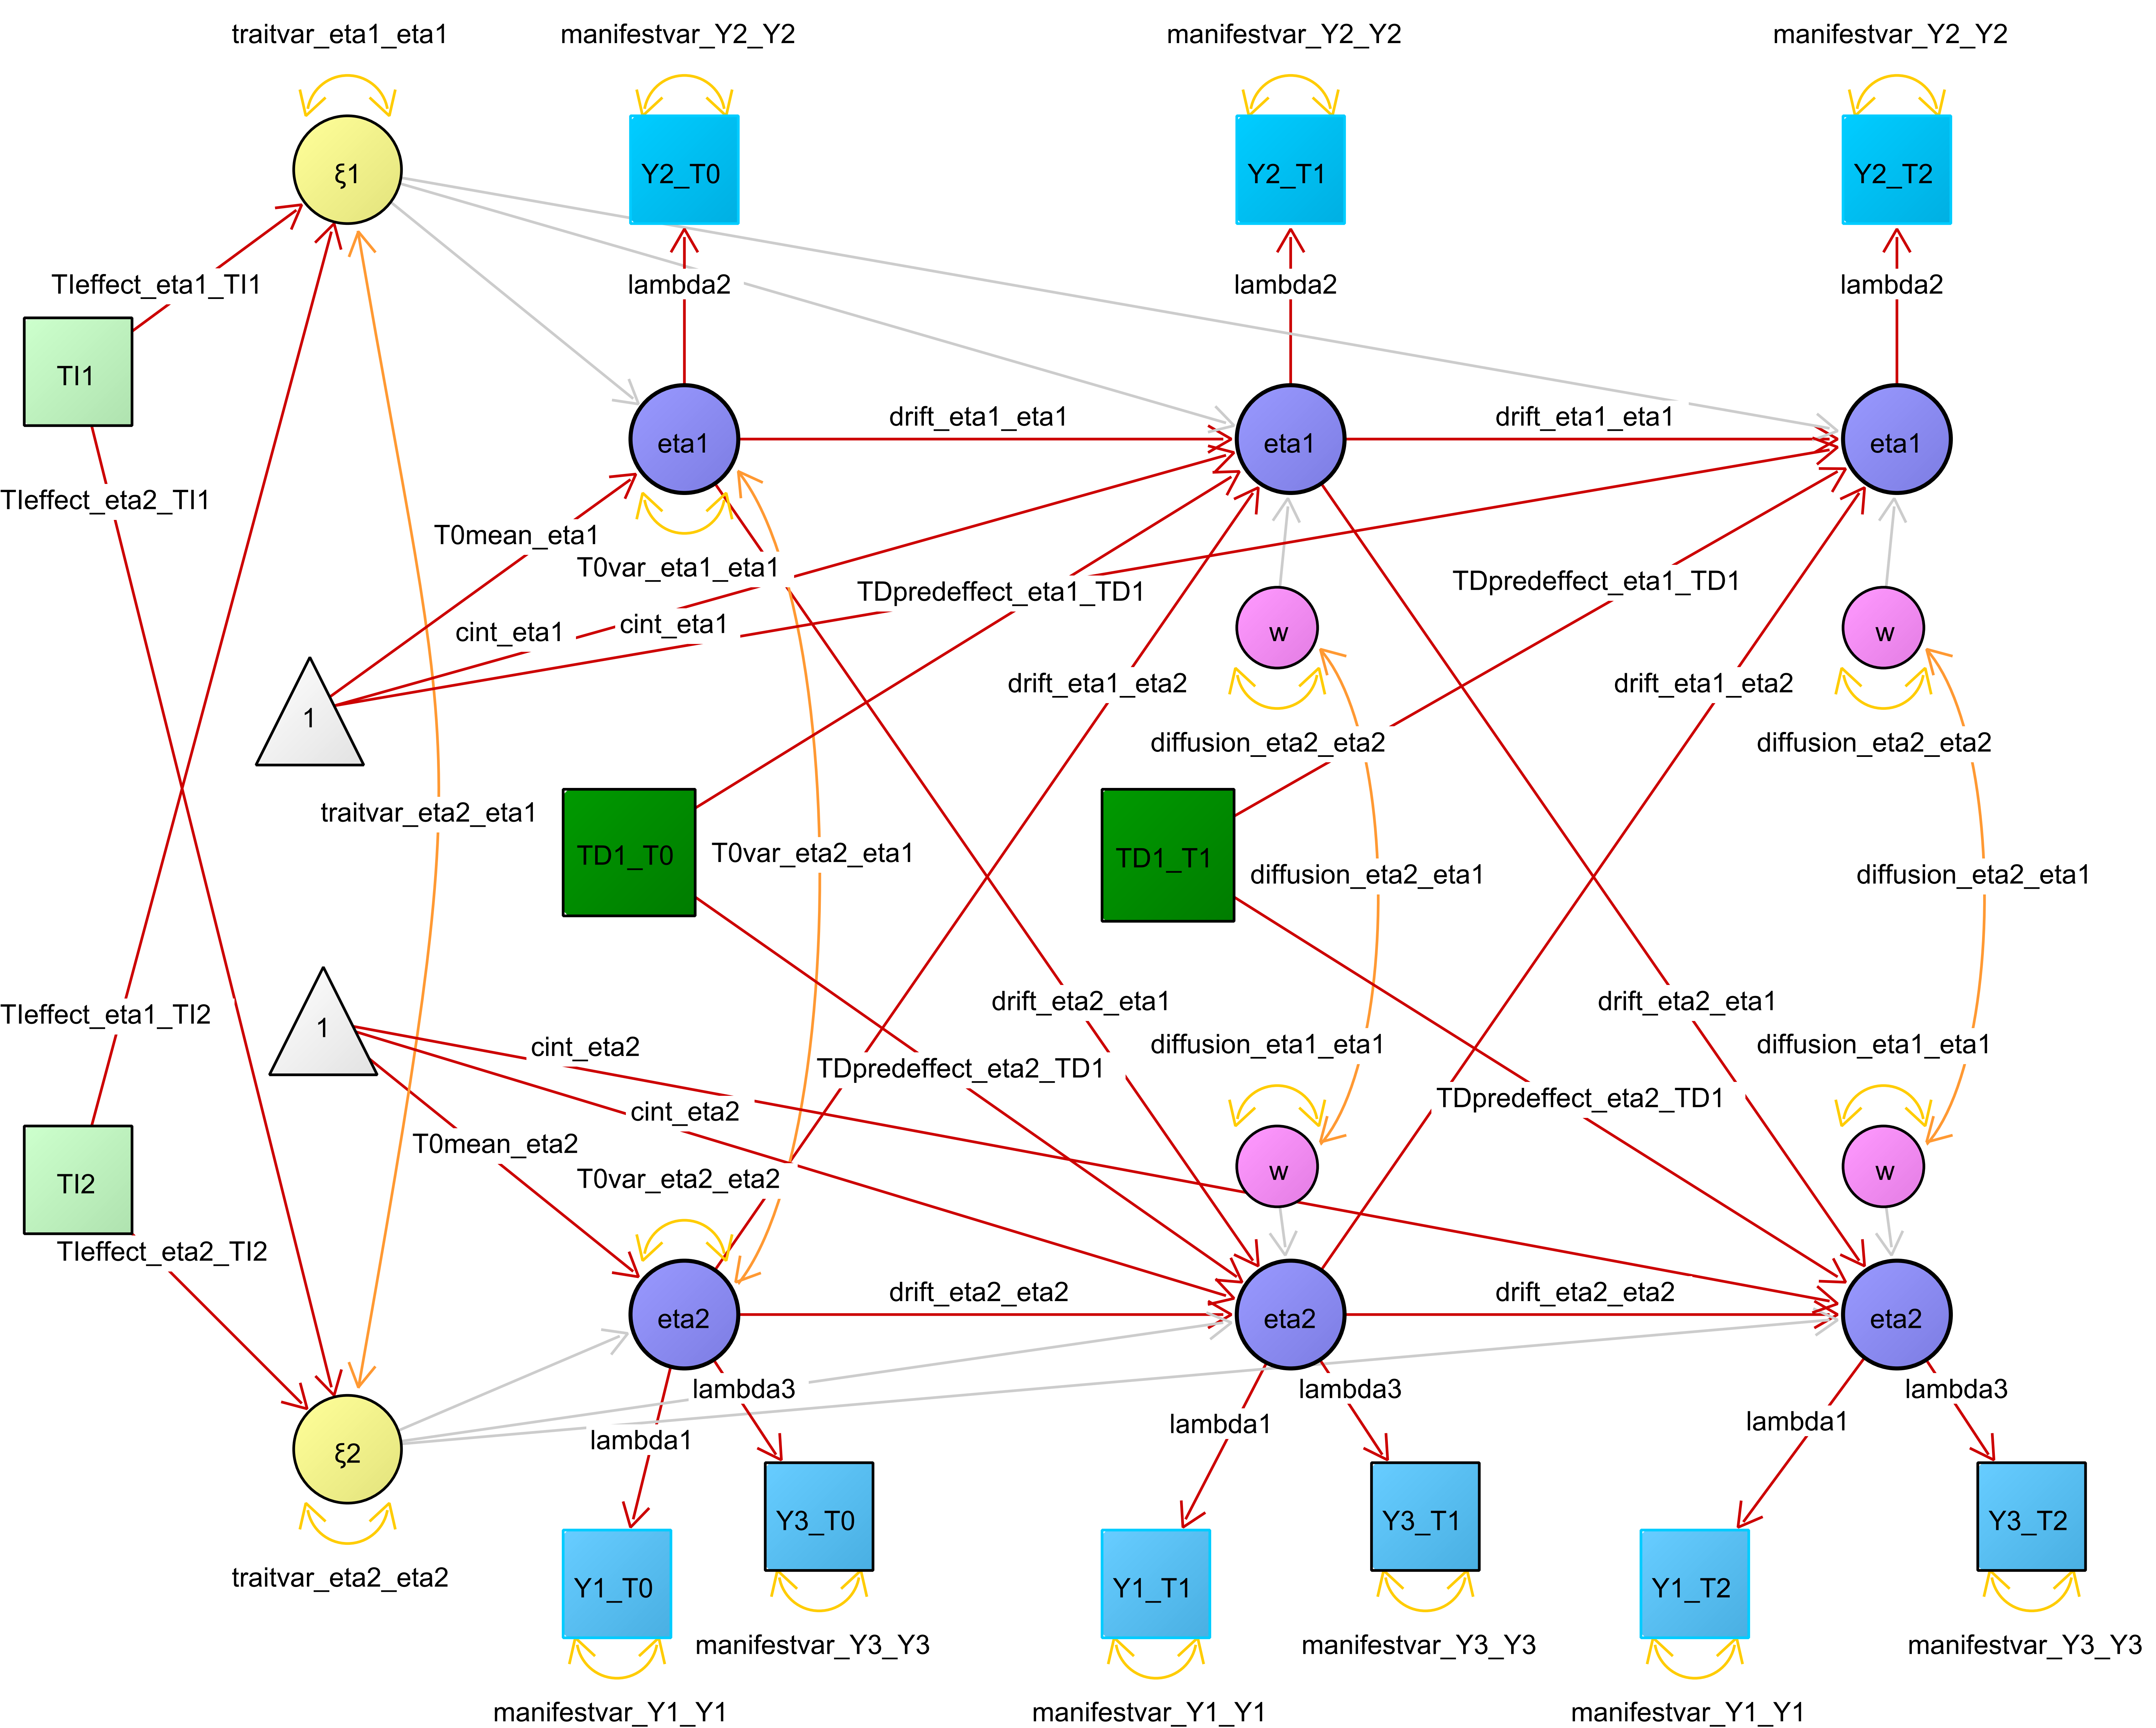 traitvar_eta1_eta1
manifestvar_Y2_Y2
manifestvar_Y2_Y2
manifestvar_Y2_Y2
ξ1
Y2_T0
Y2_T1
Y2_T2
TIeffect_eta1_TI1
lambda2
lambda2
lambda2
TI1
drift_eta1_eta1
drift_eta1_eta1
eta1
eta1
eta1
TIeffect_eta2_TI1
T0mean_eta1
T0var_eta1_eta1
TDpredeffect_eta1_TD1
TDpredeffect_eta1_TD1
cint_eta1
cint_eta1
w
w
drift_eta1_eta2
drift_eta1_eta2
1
diffusion_eta2_eta2
diffusion_eta2_eta2
traitvar_eta2_eta1
TD1_T0
T0var_eta2_eta1
TD1_T1
diffusion_eta2_eta1
diffusion_eta2_eta1
TIeffect_eta1_TI2
1
drift_eta2_eta1
drift_eta2_eta1
cint_eta2
diffusion_eta1_eta1
diffusion_eta1_eta1
TDpredeffect_eta2_TD1
TDpredeffect_eta2_TD1
cint_eta2
T0mean_eta2
TI2
T0var_eta2_eta2
w
w
TIeffect_eta2_TI2
drift_eta2_eta2
drift_eta2_eta2
eta2
eta2
eta2
lambda3
lambda3
lambda3
lambda1
lambda1
lambda1
ξ2
Y3_T0
Y3_T1
Y3_T2
traitvar_eta2_eta2
Y1_T0
Y1_T1
Y1_T2
manifestvar_Y3_Y3
manifestvar_Y3_Y3
manifestvar_Y3_Y3
manifestvar_Y1_Y1
manifestvar_Y1_Y1
manifestvar_Y1_Y1